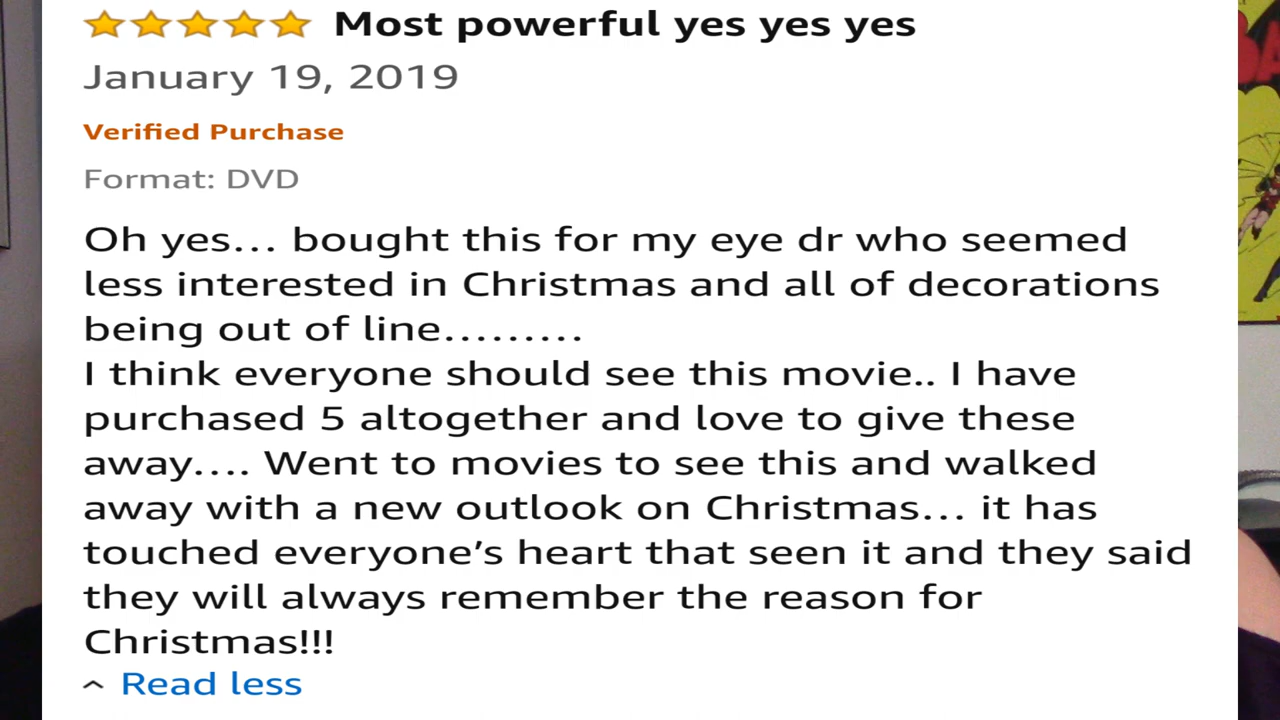 Most powerful yes yes yes
January 19, 2019
Verified Purchase
Format: DVD
Oh yes... bought this for my eye dr who seemed
less interested in Christmas and all of decorations
being out of line.........
I think everyone should see this movie.. I have
purchased 5 altogether and love to give these
away.... Went to movies to see this and walked
away with a new outlook on Christmas... it has
touched everyone’s heart that seen it and they said
they will always remember the reason for
Christmas!!!
Read less